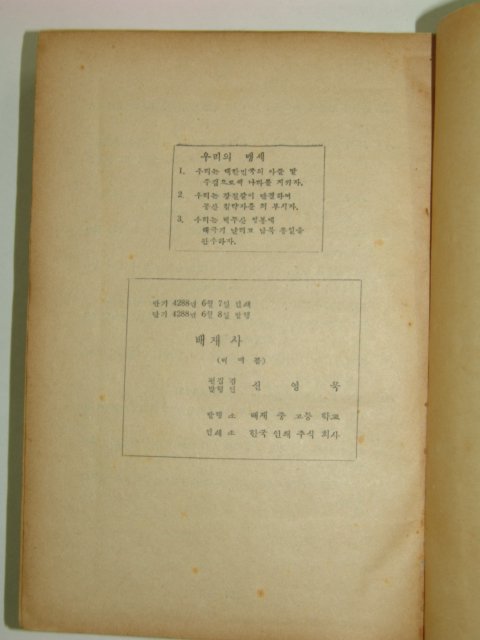 우리의 맹세
1. 우리는 대한민국의 아들 딸
주검으로써 나라를 지키자.
2. 우리는 강철같이 단결하여
공산 침략자를 쳐 부시자.
3. 우리는 백두산 영봉에
태극기 날리고 남북 통일을
완수하자.
단기 4288년 6월 7일 인쇄
단기 4288년 6월 8일 발행
배재사
(비매품)
편집 겸
발행인 신영묵
발행소 배재 중 고등 학교
인쇄소 한국 인쇄 주식 회사